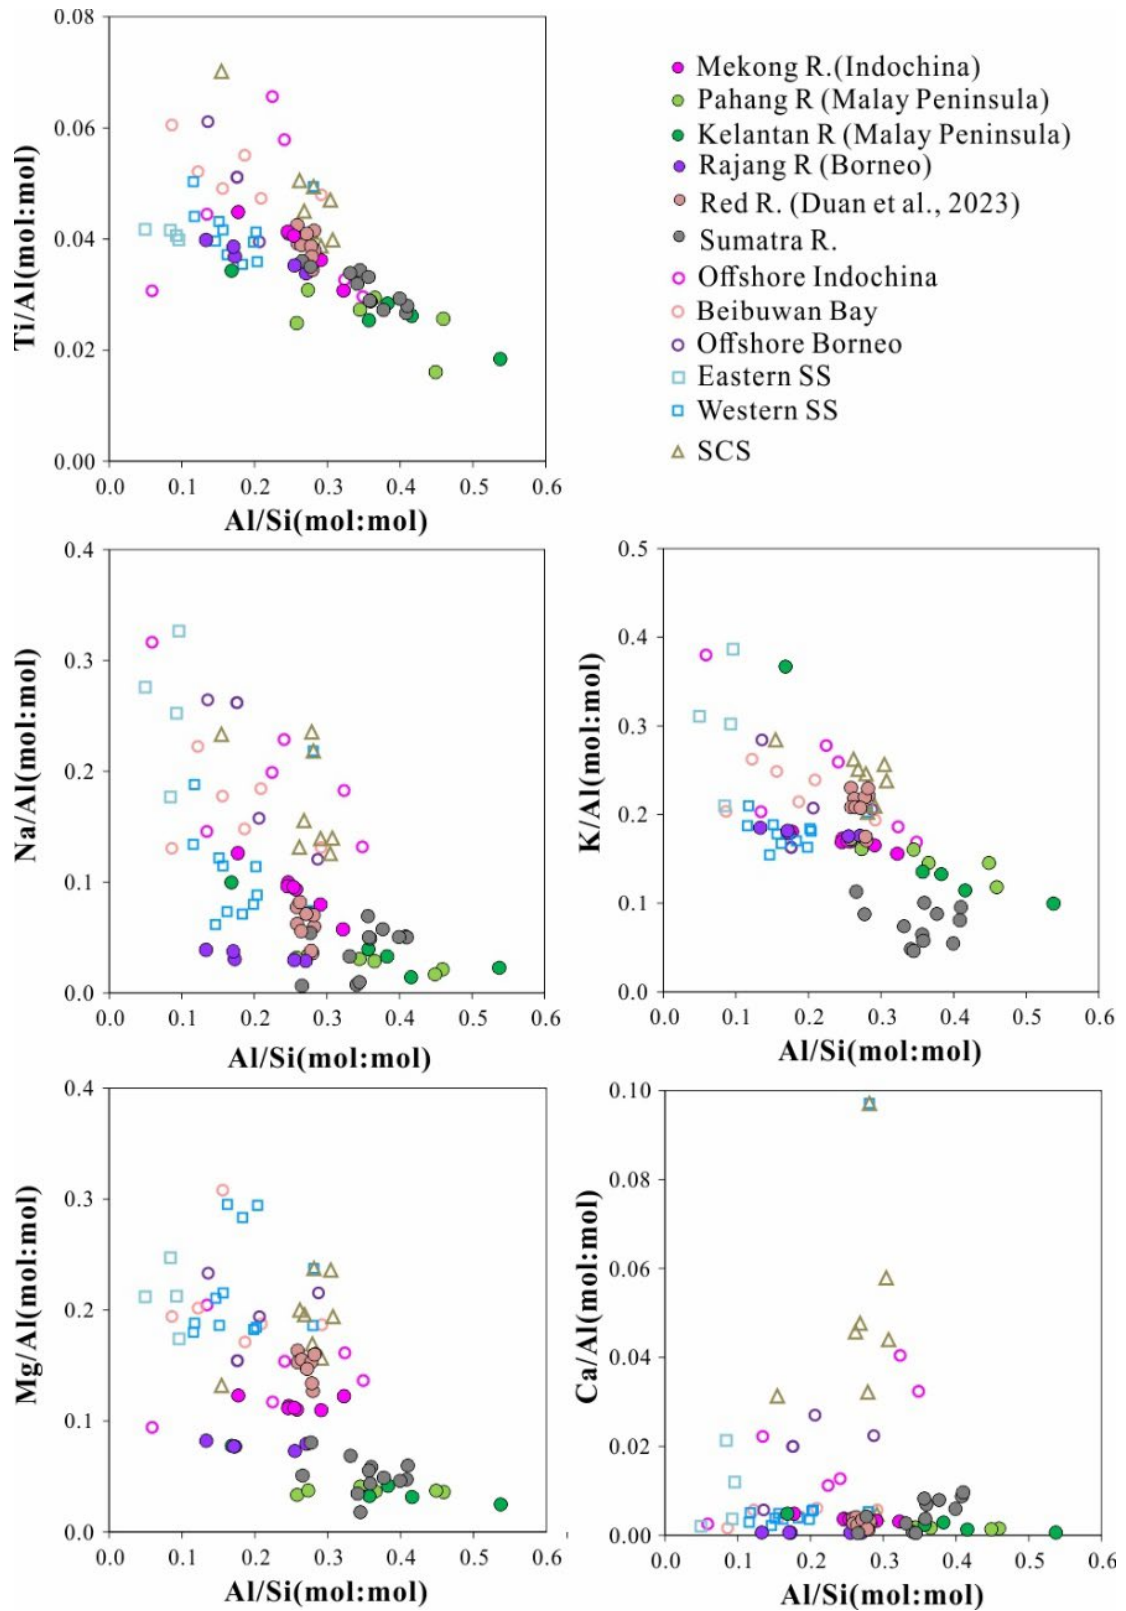 0.08
0.06
0.04
0.02
0.00
Ti/Al(mol:mol)
0.0 0.1 0.2 0.3 0.4 0.5 0.6
Al/Si(mol:mol)
Mekong R.(Indochina)
Pahang R (Malay Peninsula)
Kelantan R (Malay Peninsula)
Rajang R (Borneo)
Red R. (Duan et al., 2023)
Sumatra R.
Offshore Indochina
Beibuwan Bay
Offshore Borneo
Eastern SS
Western SS
SCS
0.4
0.3
0.2
0.1
0.0
Na/Al(mol:mol)
0.0 0.1 0.2 0.3 0.4 0.5 0.6
Al/Si(mol:mol)
0.5
0.4
0.3
0.2
0.1
0.0
K/Al(mol:mol)
0.0 0.1 0.2 0.3 0.4 0.5 0.6
Al/Si(mol:mol)
0.4
0.3
0.2
0.1
0.0
Mg/Al(mol:mol)
0.0 0.1 0.2 0.3 0.4 0.5 0.6
Al/Si(mol:mol)
0.10
0.08
0.06
0.04
0.02
0.00
Ca/Al(mol:mol)
0.0 0.1 0.2 0.3 0.4 0.5 0.6
Al/Si(mol:mol)